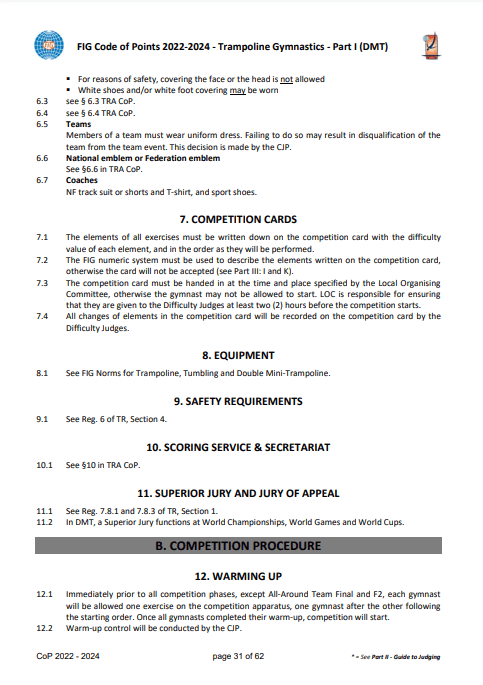 FIG Code of Points 2022-2024 - Trampoline Gymnastics - Part I (DMT)
▪ For reasons of safety, covering the face or the head is not allowed
▪ White shoes and/or white foot covering may be worn
6.3 see § 6.3 TRA CoP.
6.4 see § 6.4 TRA CoP.
6.5 Teams
Members of a team must wear uniform dress. Failing to do so may result in disqualification of the
team from the team event. This decision is made by the CJP.
6.6 National emblem or Federation emblem
See §6.6 in TRA CoP.
6.7 Coaches
NF track suit or shorts and T-shirt, and sport shoes.
7. COMPETITION CARDS
7.1 The elements of all exercises must be written down on the competition card with the difficulty
value of each element, and in the order as they will be performed.
7.2 The FIG numeric system must be used to describe the elements written on the competition card,
otherwise the card will not be accepted (see Part III: I and K).
7.3 The competition card must be handed in at the time and place specified by the Local Organising
Committee, otherwise the gymnast may not be allowed to start. LOC is responsible for ensuring
that they are given to the Difficulty Judges at least two (2) hours before the competition starts.
7.4 All changes of elements in the competition card will be recorded on the competition card by the
Difficulty Judges.
8. EQUIPMENT
8.1 See FIG Norms for Trampoline, Tumbling and Double Mini-Trampoline.
9. SAFETY REQUIREMENTS
9.1 See Reg. 6 of TR, Section 4.
10. SCORING SERVICE & SECRETARIAT
10.1 See §10 in TRA CoP.
11. SUPERIOR JURY AND JURY OF APPEAL
11.1 See Reg. 7.8.1 and 7.8.3 of TR, Section 1.
11.2 In DMT, a Superior Jury functions at World Championships, World Games and World Cups.
B. COMPETITION PROCEDURE
12. WARMING UP
12.1 Immediately prior to all competition phases, except All-Around Team Final and F2, each gymnast
will be allowed one exercise on the competition apparatus, one gymnast after the other following
the starting order. Once all gymnasts completed their warm-up, competition will start.
12.2 Warm-up control will be conducted by the CJP.
CoP 2022 - 2024 page 31 of 62 * = See Part II - Guide to Judging